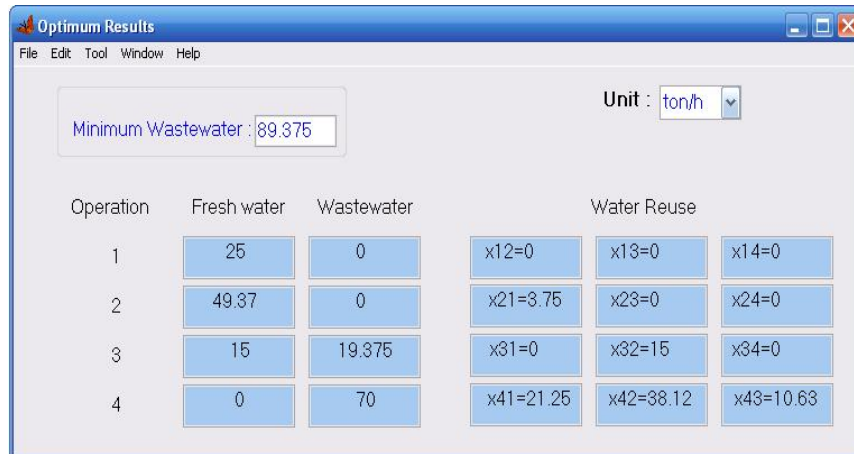 Optimum Results
File Edit Tool Window Help
Unit : ton/h
Minimum Wastewater : 89.375
Operation Fresh water Wastewater Water Reuse
1 25 0 x12=0 x13=0 x14=0
2 49.37 0 x21=3.75 x23=0 x24=0
3 15 19.375 x31=0 x32=15 x34=0
4 0 70 x41=21.25 x42=38.12 x43=10.63